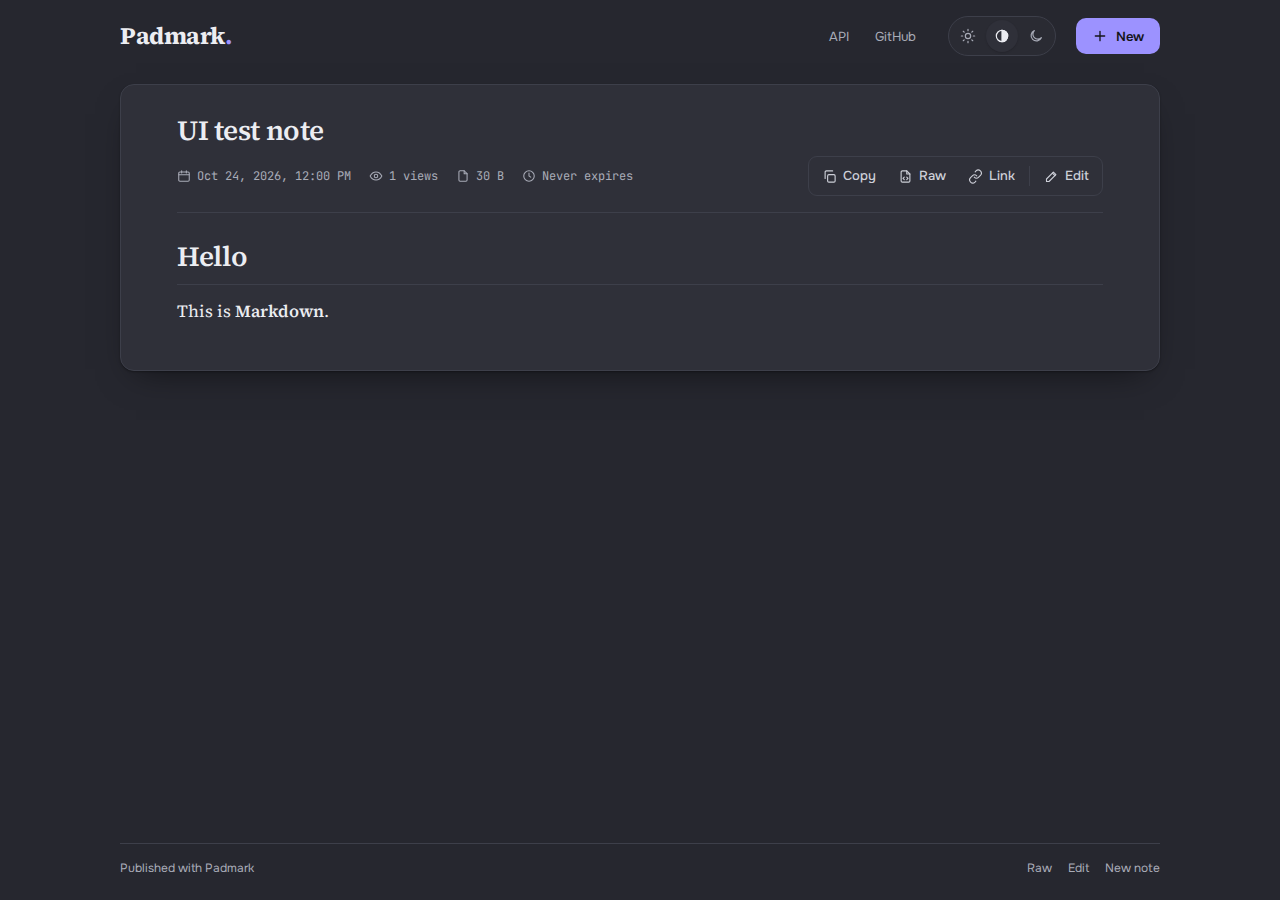 Padmark.
API GitHub New
UI test note
Oct 24, 2026, 12:00 PM 1 views 30 B Never expires Copy Raw Link Edit
Hello
This is Markdown.
Published with Padmark Raw Edit New note